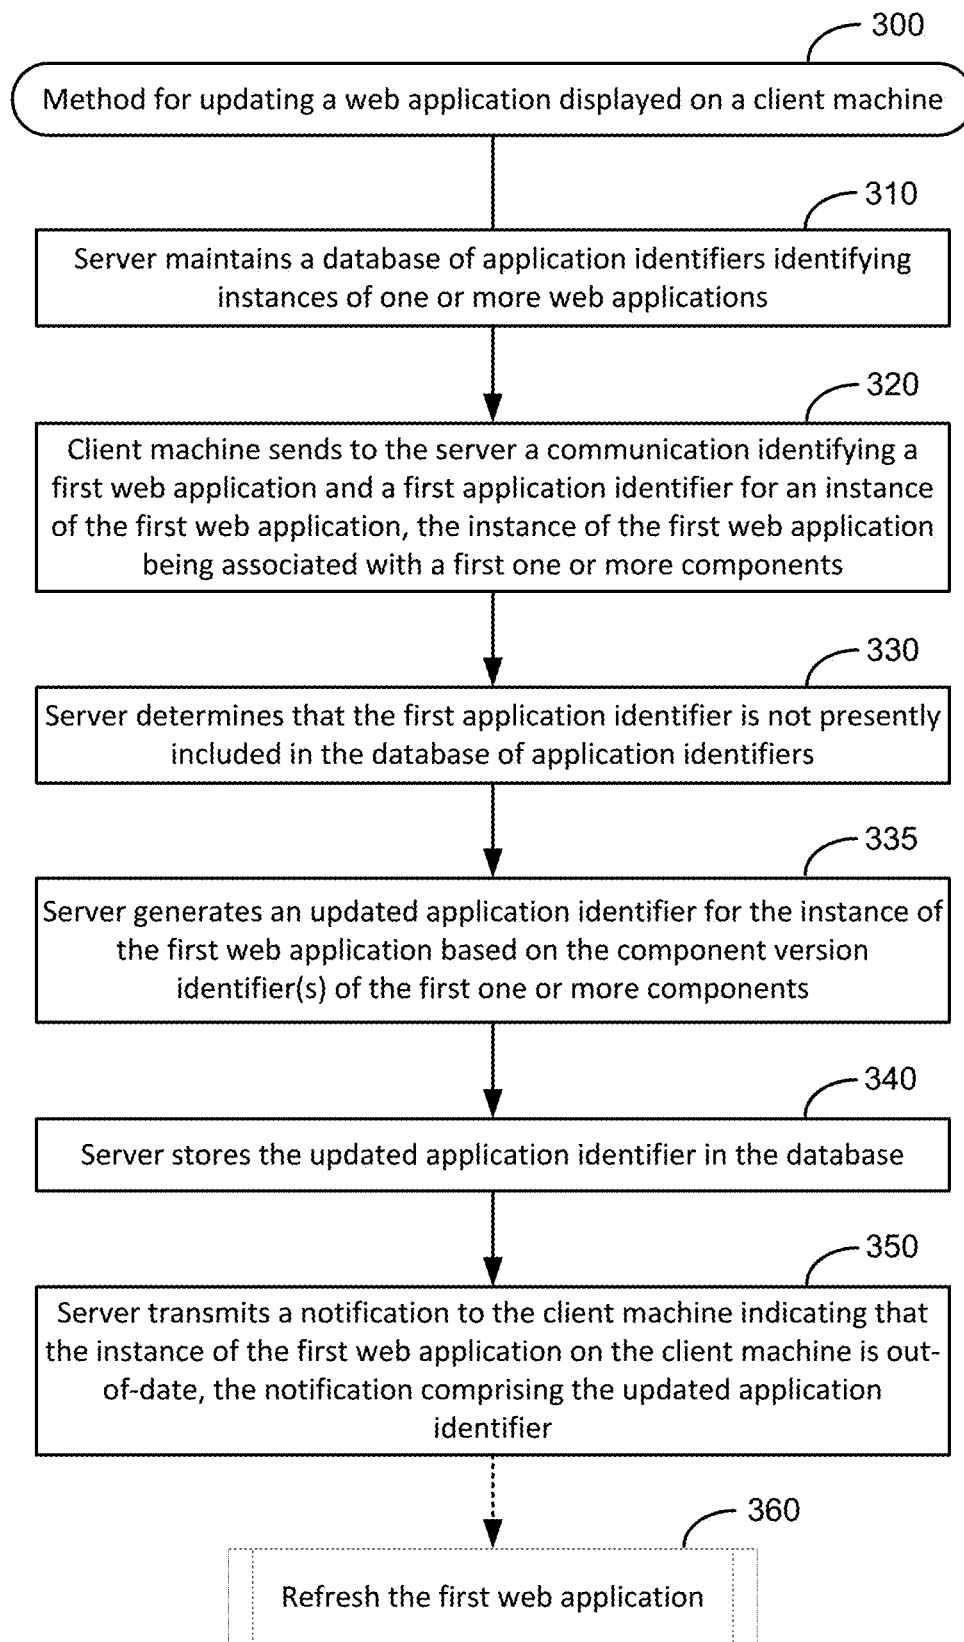 300
Method for updating a web application displayed on a client machine
310
Server maintains a database of application identifiers identifying
instances of one or more web applications
320
Client machine sends to the server a communication identifying a
first web application and a first application identifier for an instance
of the first web application, the instance of the first web application
being associated with a first one or more components
330
Server determines that the first application identifier is not presently
included in the database of application identifiers
335
Server generates an updated application identifier for the instance of
the first web application based on the component version
identifier(s) of the first one or more components
340
Server stores the updated application identifier in the database
350
Server transmits a notification to the client machine indicating that
the instance of the first web application on the client machine is out-
of-date, the notification comprising the updated application
identifier
360
Refresh the first web application